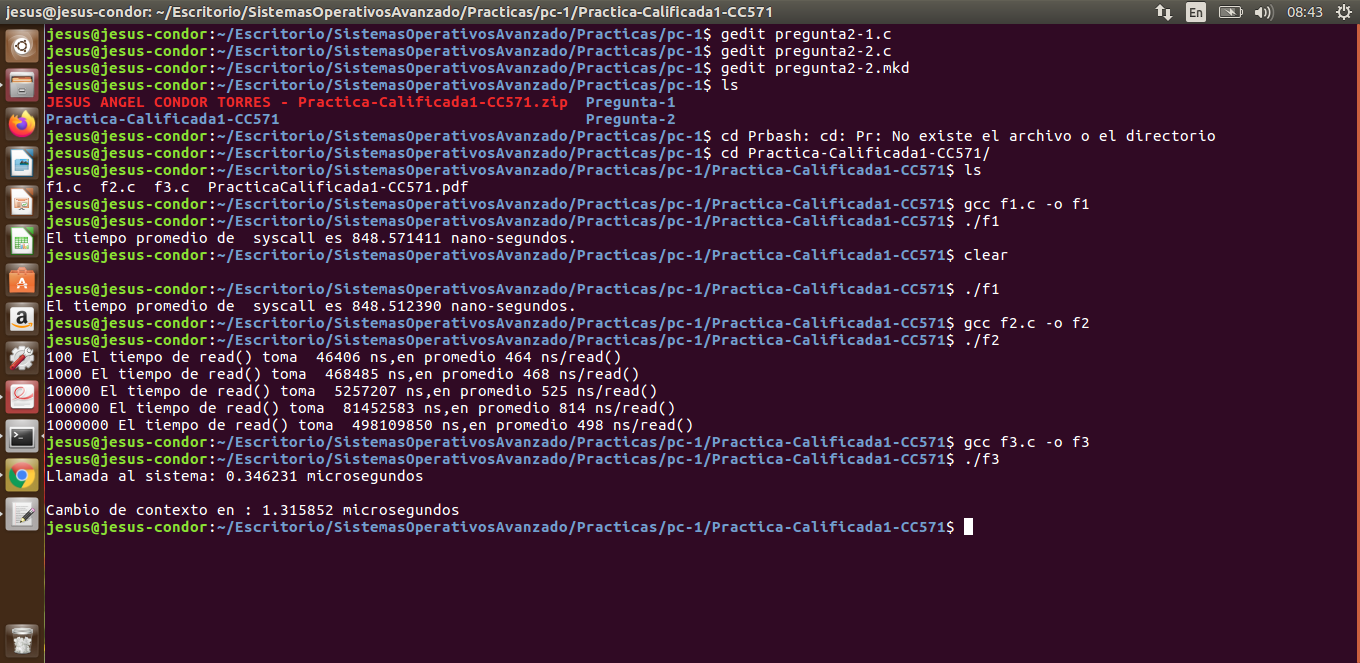 jesus@jesus-condor: ~/Escritorio/SistemasOperativosAvanzado/Practicas/pc-1/Practica-Calificada1-CC571
En
08:43
jesus@jesus-condor:~/Escritorio/SistemasOperativosAvanzado/Practicas/pc-1$ gedit pregunta2-1.c
jesus@jesus-condor:~/Escritorio/SistemasOperativosAvanzado/Practicas/pc-1$ gedit pregunta2-2.c
jesus@jesus-condor:~/Escritorio/SistemasOperativosAvanzado/Practicas/pc-1$ gedit pregunta2-2.mkd
jesus@jesus-condor:~/Escritorio/SistemasOperativosAvanzado/Practicas/pc-1$ ls
JESUS ANGEL CONDOR TORRES - Practica-Calificada1-CC571.zip  Pregunta-1
Practica-Calificada1-CC571                                  Pregunta-2
jesus@jesus-condor:~/Escritorio/SistemasOperativosAvanzado/Practicas/pc-1$ cd Prbash: cd: Pr: No existe el archivo o el directorio
jesus@jesus-condor:~/Escritorio/SistemasOperativosAvanzado/Practicas/pc-1$ cd Practica-Calificada1-CC571/
jesus@jesus-condor:~/Escritorio/SistemasOperativosAvanzado/Practicas/pc-1/Practica-Calificada1-CC571$ ls
f1.c  f2.c  f3.c  PracticaCalificada1-CC571.pdf
jesus@jesus-condor:~/Escritorio/SistemasOperativosAvanzado/Practicas/pc-1/Practica-Calificada1-CC571$ gcc f1.c -o f1
jesus@jesus-condor:~/Escritorio/SistemasOperativosAvanzado/Practicas/pc-1/Practica-Calificada1-CC571$ ./f1
El tiempo promedio de  syscall es 848.571411 nano-segundos.
jesus@jesus-condor:~/Escritorio/SistemasOperativosAvanzado/Practicas/pc-1/Practica-Calificada1-CC571$ clear
jesus@jesus-condor:~/Escritorio/SistemasOperativosAvanzado/Practicas/pc-1/Practica-Calificada1-CC571$ ./f1
El tiempo promedio de  syscall es 848.512390 nano-segundos.
jesus@jesus-condor:~/Escritorio/SistemasOperativosAvanzado/Practicas/pc-1/Practica-Calificada1-CC571$ gcc f2.c -o f2
jesus@jesus-condor:~/Escritorio/SistemasOperativosAvanzado/Practicas/pc-1/Practica-Calificada1-CC571$ ./f2
100 El tiempo de read() toma  46406 ns,en promedio 464 ns/read()
1000 El tiempo de read() toma  468485 ns,en promedio 468 ns/read()
10000 El tiempo de read() toma  5257207 ns,en promedio 525 ns/read()
100000 El tiempo de read() toma  81452583 ns,en promedio 814 ns/read()
1000000 El tiempo de read() toma  498109850 ns,en promedio 498 ns/read()
jesus@jesus-condor:~/Escritorio/SistemasOperativosAvanzado/Practicas/pc-1/Practica-Calificada1-CC571$ gcc f3.c -o f3
jesus@jesus-condor:~/Escritorio/SistemasOperativosAvanzado/Practicas/pc-1/Practica-Calificada1-CC571$ ./f3
Llamada al sistema: 0.346231 microsegundos
Cambio de contexto en : 1.315852 microsegundos
jesus@jesus-condor:~/Escritorio/SistemasOperativosAvanzado/Practicas/pc-1/Practica-Calificada1-CC571$